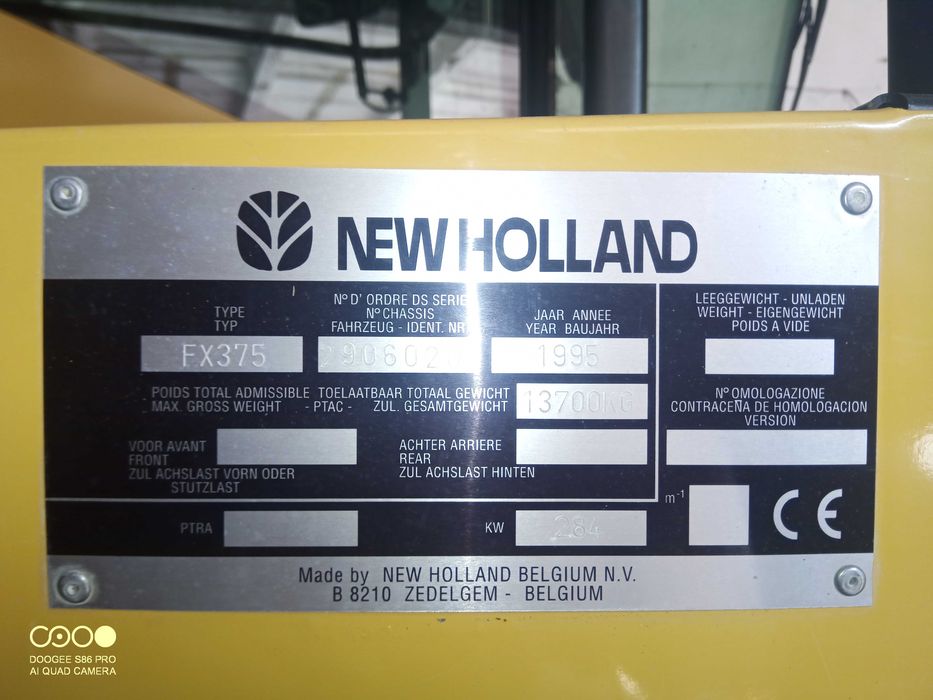 NEW HOLLAND
TYPE
TYP
FX375
N° D' ORDRE DS SERIE
N° CHASSIS
FAHRZEUG - IDENT. NR
JAAR ANNEE
YEAR BAUJAHR
1995
LEEGGEWICHT - UNLADEN
WEIGHT - EIGENGEWICHT
POIDS A VIDE
POIDS TOTAL ADMISSIBLE TOELAATBAAR TOTAAL GEWICHT
MAX. GROSS WEIGHT - PTAC - ZUL. GESAMTGEWICHT
13700KG
N° OMOLOGAZIONE
CONTRACEÑA DE HOMOLOGACION
VERSION
VOOR AVANT
FRONT
ZUL ACHSLAST VORN ODER
STUTZLAST
ACHTER ARRIERE
REAR
ZUL ACHSLAST HINTEN
m-1
CE
PTRA
KW
284
Made by NEW HOLLAND BELGIUM N.V.
B 8210 ZEDELGEM - BELGIUM
DOOGEE S86 PRO
AI QUAD CAMERA